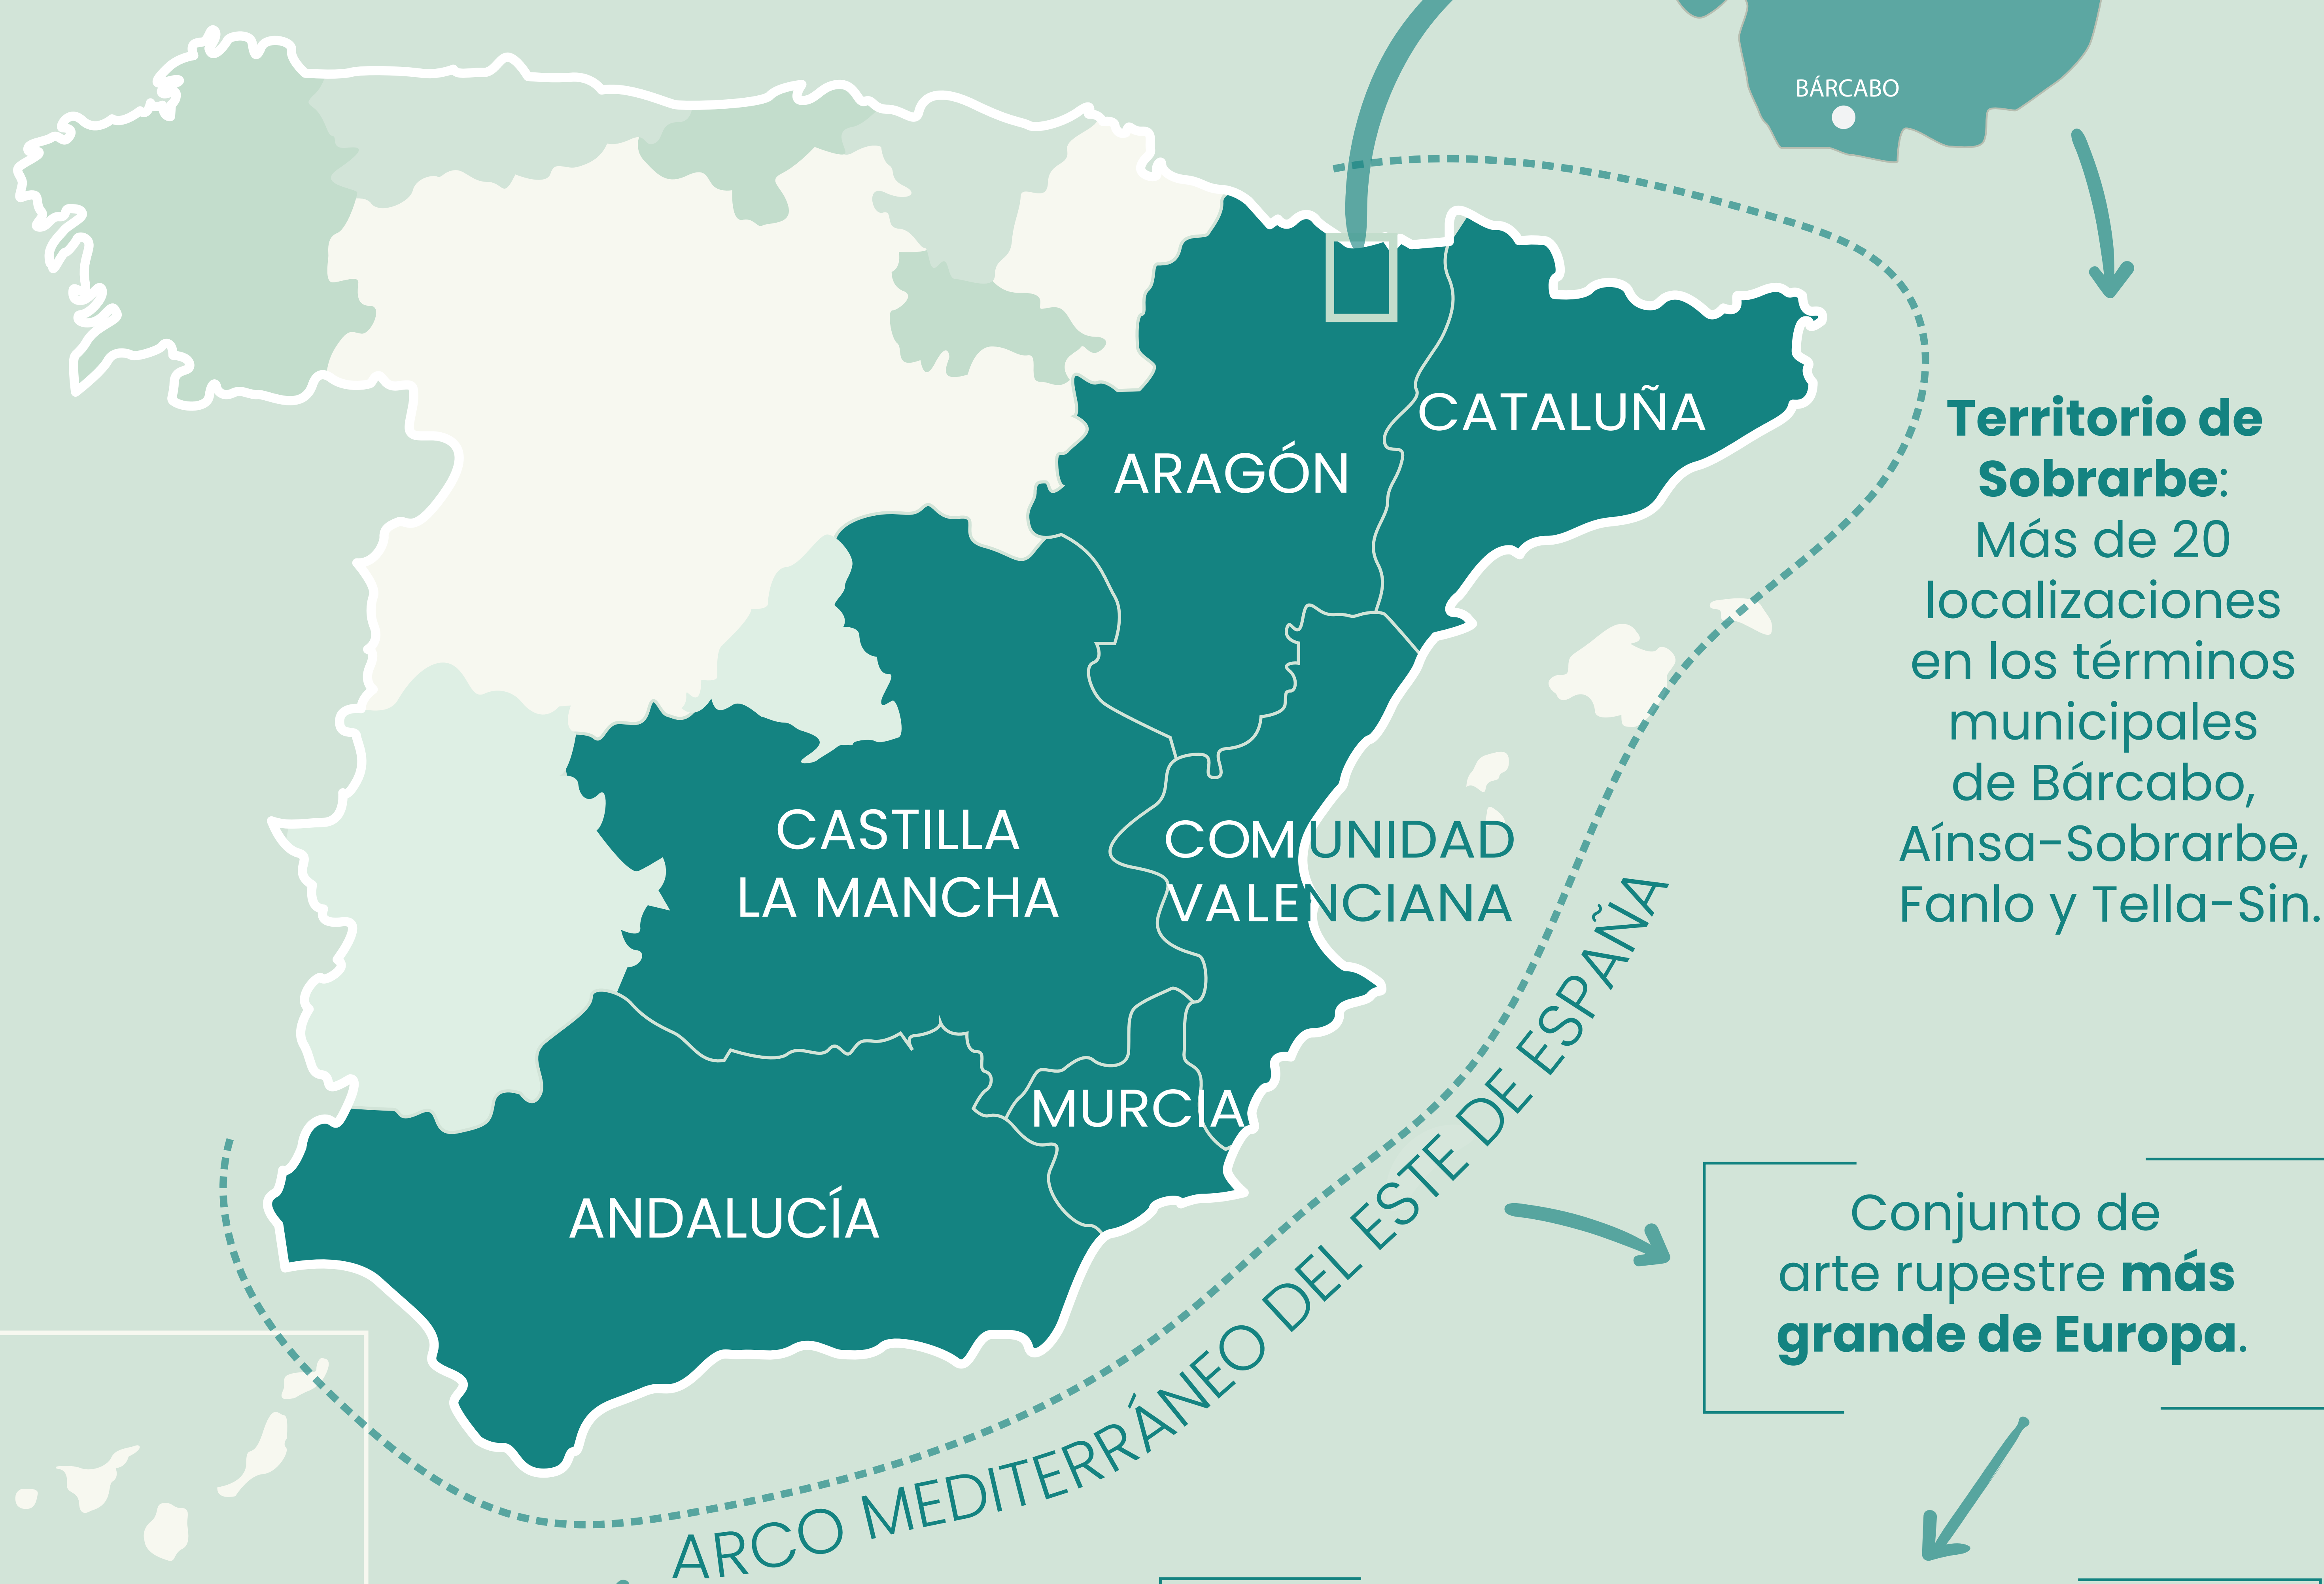 BÁRCABO
CATALUÑA
ARAGÓN
Territorio de
Sobrarbe:
Más de 20
localizaciones
en los términos
municipales
de Bárcabo,
Aínsa-Sobrarbe,
Fanlo y Tella-Sin.
CASTILLA
LA MANCHA
COMUNIDAD
VALENCIANA
MURCIA
ANDALUCÍA
ARCO MEDITERRÁNEO DEL ESTE DE ESPAÑA
Conjunto de
arte rupestre más
grande de Europa.